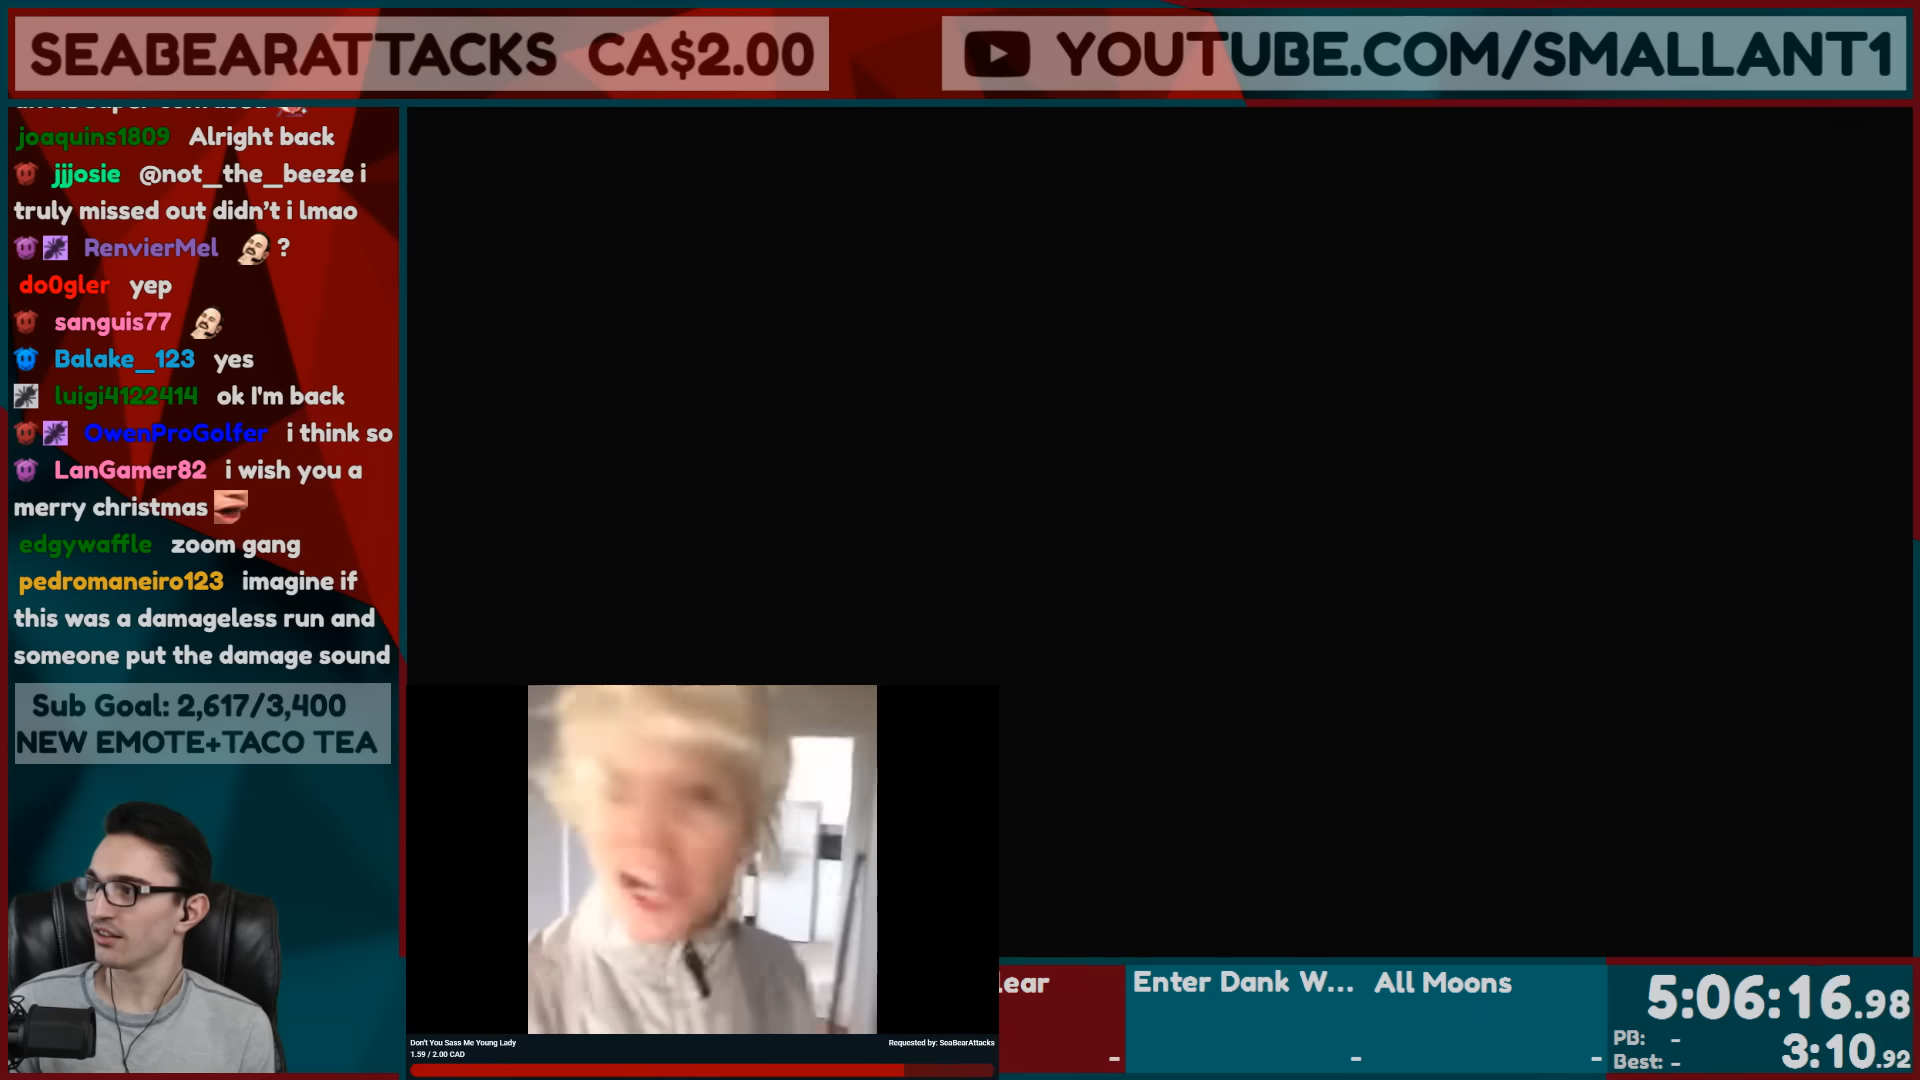 SEABEARATTACKS CA$2.00
YOUTUBE.COM/SMALLANT1
joaquins1809 Alright back
jjjosie @not_the_beeze i
truly missed out didn't i lmao
RenvierMel ?
do0gler yep
sanguis77
Balake_123 yes
luigi4122414 ok I'm back
OwenProGolfer i think so
LanGamer82 i wish you a
merry christmas
edgywaffle zoom gang
pedromaneiro123 imagine if
this was a damageless run and
someone put the damage sound
Sub Goal: 2,617/3,400
NEW EMOTE+TACO TEA
Don't You Sass Me Young Lady
Requested by: SeaBearAttacks
1.59 / 2.00 CAD
lear
-
Enter Dank W...
-
All Moons
-
5:06:16.98
PB: -
Best: -
3:10.92